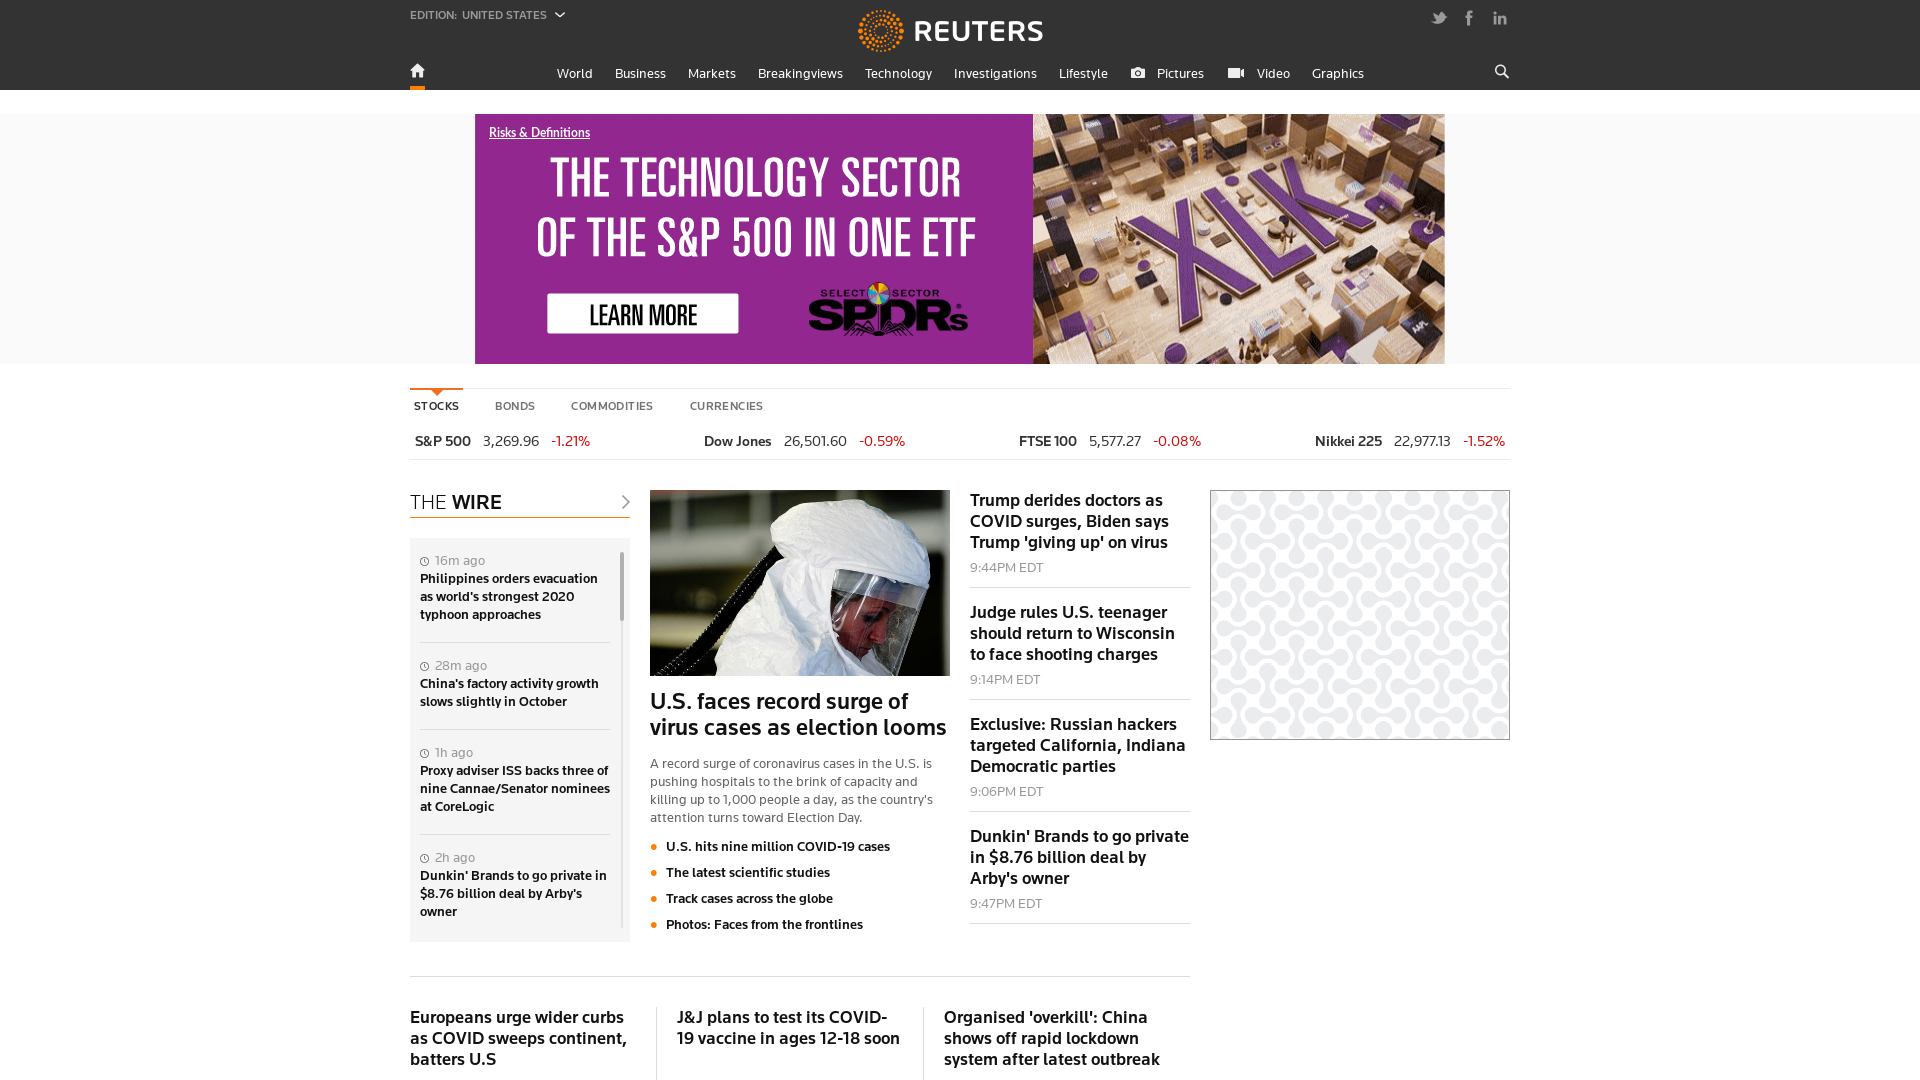 EDITION: UNITED STATES
REUTERS
World Business Markets Breakingviews Technology Investigations Lifestyle Pictures Video Graphics
Risks & Definitions
THE TECHNOLOGY SECTOR
OF THE S&P 500 IN ONE ETF
LEARN MORE
SELECT SECTOR
SPDRs
XLK
AAPL
STOCKS BONDS COMMODITIES CURRENCIES
S&P 500 3,269.96 -1.21% Dow Jones 26,501.60 -0.59% FTSE 100 5,577.27 -0.08% Nikkei 225 22,977.13 -1.52%
THE WIRE
16m ago
Philippines orders evacuation
as world's strongest 2020
typhoon approaches
28m ago
China's factory activity growth
slows slightly in October
1h ago
Proxy adviser ISS backs three of
nine Cannae/Senator nominees
at CoreLogic
2h ago
Dunkin' Brands to go private in
$8.76 billion deal by Arby's
owner
U.S. faces record surge of
virus cases as election looms
A record surge of coronavirus cases in the U.S. is
pushing hospitals to the brink of capacity and
killing up to 1,000 people a day, as the country's
attention turns toward Election Day.
U.S. hits nine million COVID-19 cases
The latest scientific studies
Track cases across the globe
Photos: Faces from the frontlines
Trump derides doctors as
COVID surges, Biden says
Trump 'giving up' on virus
9:44PM EDT
Judge rules U.S. teenager
should return to Wisconsin
to face shooting charges
9:14PM EDT
Exclusive: Russian hackers
targeted California, Indiana
Democratic parties
9:06PM EDT
Dunkin' Brands to go private
in $8.76 billion deal by
Arby's owner
9:47PM EDT
Europeans urge wider curbs
as COVID sweeps continent,
batters U.S
J&J plans to test its COVID-
19 vaccine in ages 12-18 soon
Organised 'overkill': China
shows off rapid lockdown
system after latest outbreak